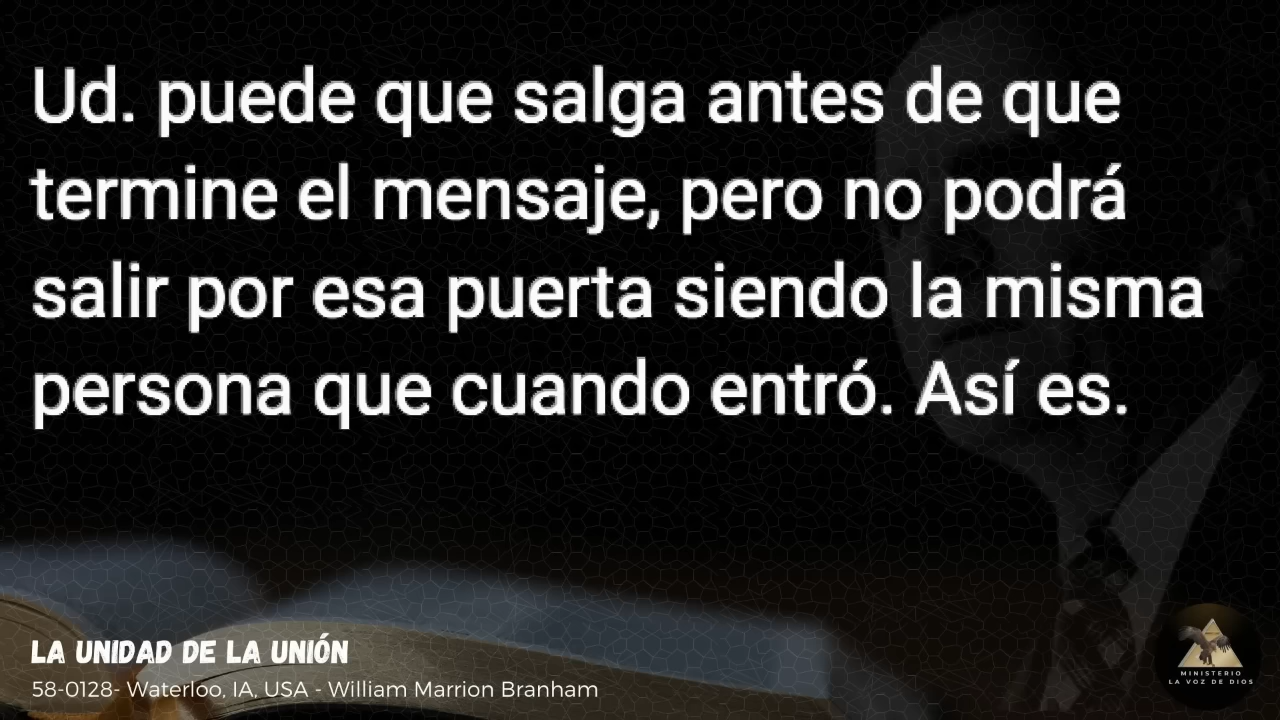 Ud. puede que salga antes de que
termine el mensaje, pero no podrá
salir por esa puerta siendo la misma
persona que cuando entró. Así es.
LA UNIDAD DE LA UNIÓN
58-0128- Waterloo, IA, USA - William Marrion Branham
MINISTERIO
LA VOZ DE DIOS